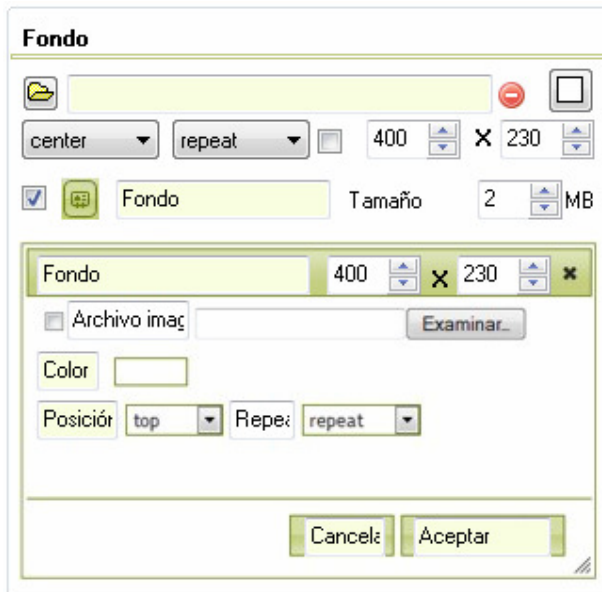 Fondo
center repeat 400 X 230
Fondo Tamaño 2 MB
Fondo 400 X 230
Archivo imag Examinar...
Color
Posición top Repea repeat
Cancela Aceptar